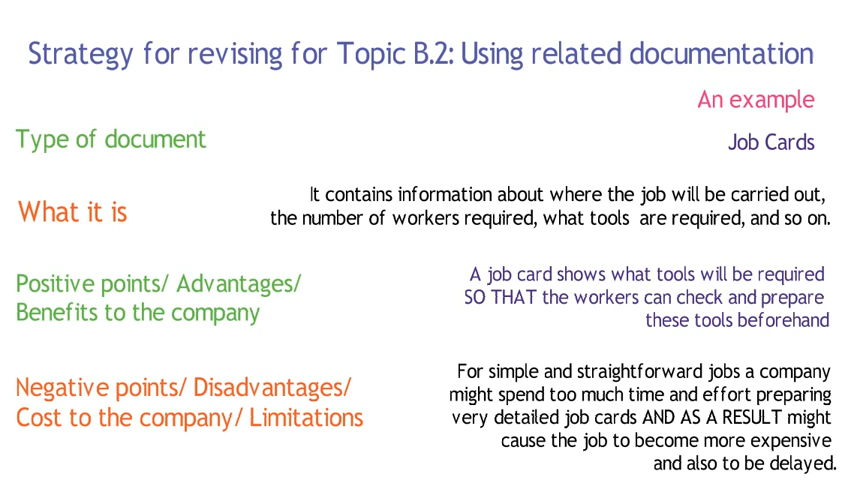 Strategy for revising for Topic B.2: Using related documentation
An example
Type of document
Job Cards
What it is
It contains information about where the job will be carried out,
the number of workers required, what tools are required, and so on.
Positive points/ Advantages/
Benefits to the company
A job card shows what tools will be required
SO THAT the workers can check and prepare
these tools beforehand
Negative points/ Disadvantages/
Cost to the company/ Limitations
For simple and straightforward jobs a company
might spend too much time and effort preparing
very detailed job cards AND AS A RESULT might
cause the job to become more expensive
and also to be delayed.